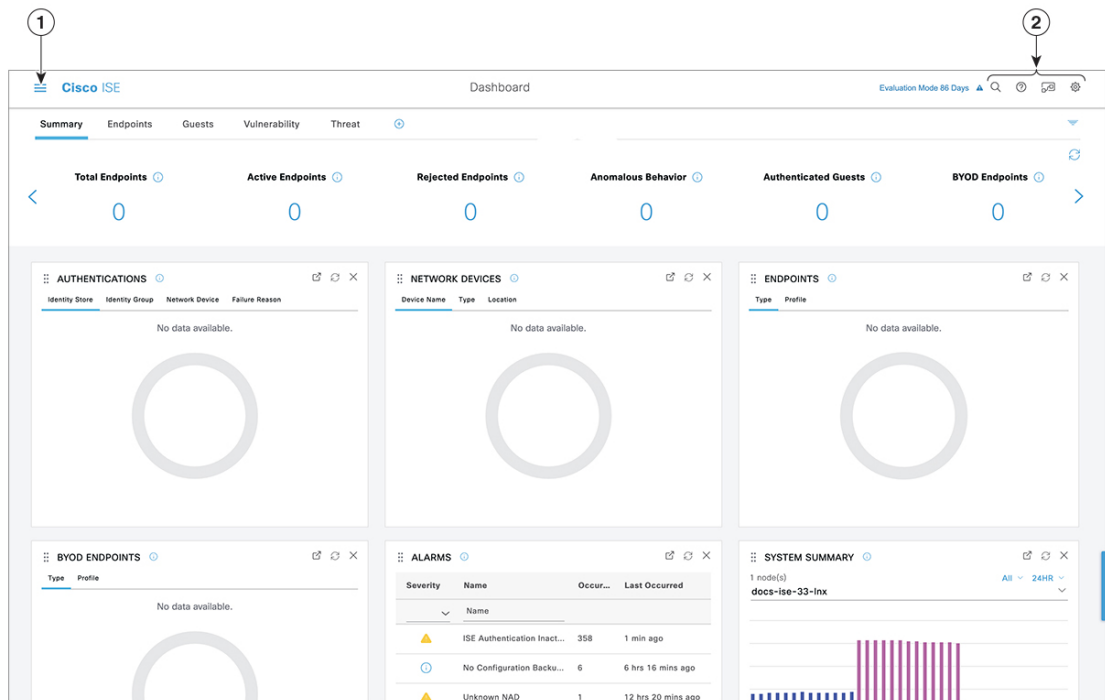 1
2
Cisco ISE
Dashboard
Evaluation Mode 86 Days
Summary
Endpoints
Guests
Vulnerability
Threat
Total Endpoints
Active Endpoints
Rejected Endpoints
Anomalous Behavior
Authenticated Guests
BYOD Endpoints
0
0
0
0
0
0
AUTHENTICATIONS
Identity Store
Identity Group
Network Device
Failure Reason
No data available.
NETWORK DEVICES
Device Name
Type
Location
No data available.
ENDPOINTS
Type
Profile
No data available.
BYOD ENDPOINTS
Type
Profile
No data available.
ALARMS
Severity
Name
Occur...
Last Occurred
Name
ISE Authentication Inact...
358
1 min ago
No Configuration Backu...
6
6 hrs 16 mins ago
Unknown NAD
1
12 hrs 20 mins ago
SYSTEM SUMMARY
1 node(s)
All
24HR
docs-ise-33-lnx